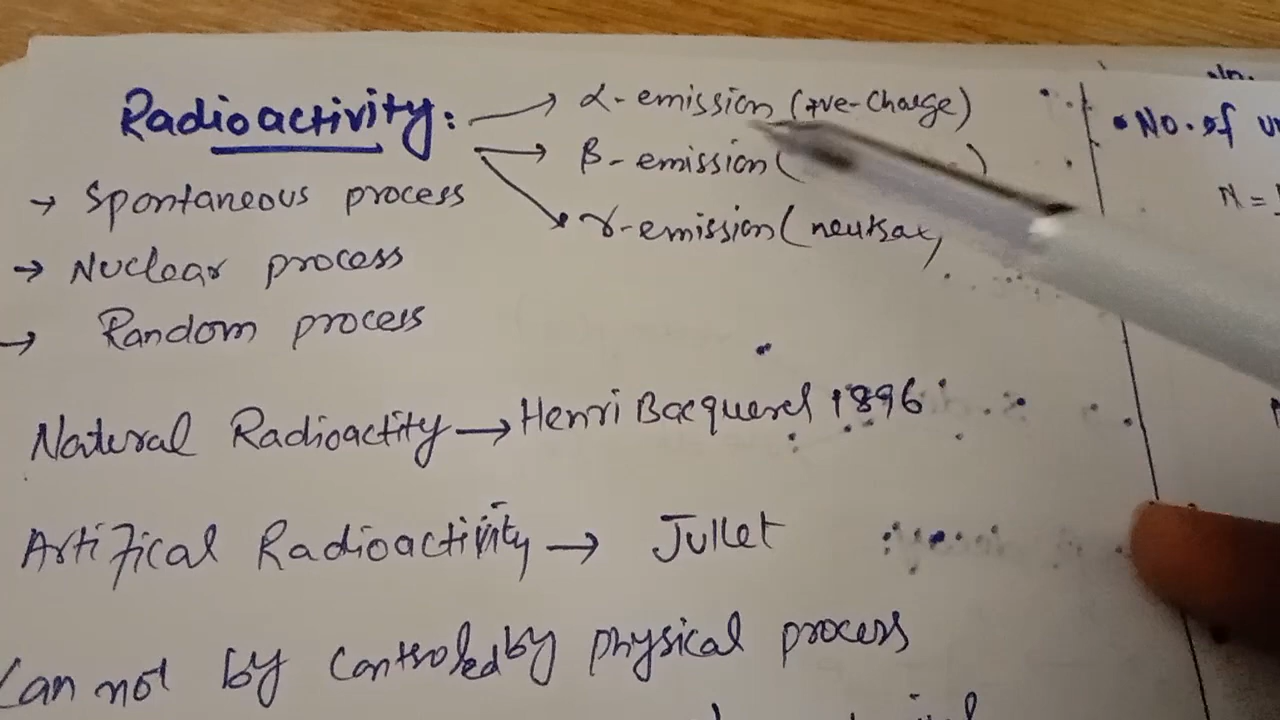 Radioactivity: → α-emission (+ve-Charge)
→ β-emission ( )
→ γ-emission (neutral
→ Spontaneous process
→ Nuclear process
→ Random process
Natural Radioactity → Henri Bacquerel 1896
Artifical Radioactivity → Jullet
Can not by Controled by physical process
• No. of
N =